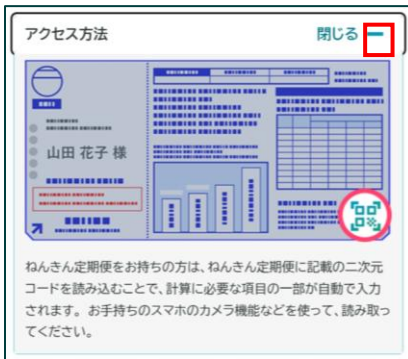 アクセス方法 閉じる
山田 花子 様
ねんきん定期便をお持ちの方は、ねんきん定期便に記載の二次元
コードを読み込むことで、計算に必要な項目の一部が自動で入力
されます。 お手持ちのスマホのカメラ機能などを使って、読み取っ
てください。